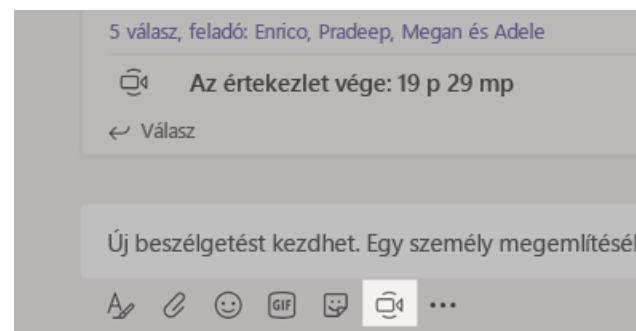 5 válasz, feladó: Enrico, Pradeep, Megan és Adele
Az értekezlet vége: 19 p 29 mp
Válasz
Új beszélgetést kezdhet. Egy személy
GIF